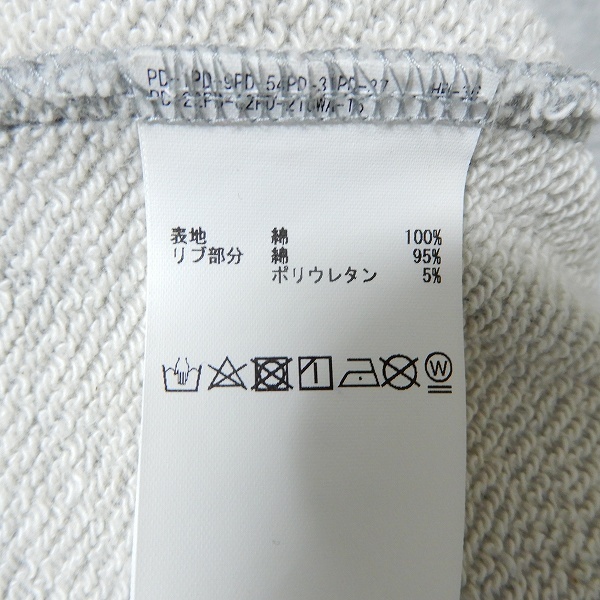 表地 綿 100%
リブ部分 綿 95%
ポリウレタン 5%
W